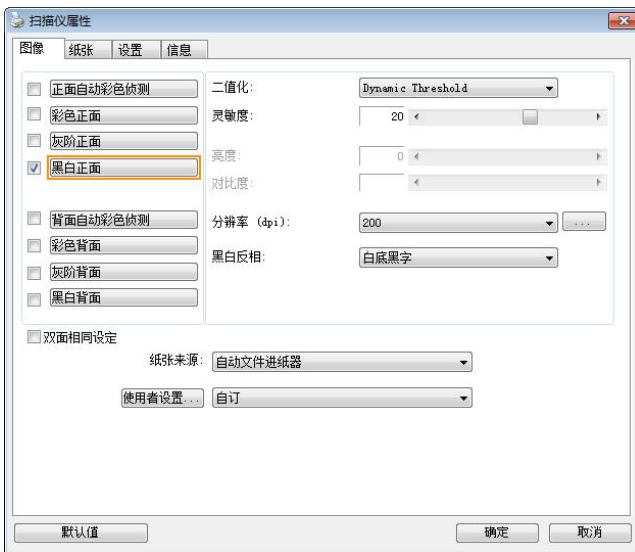 扫描仪属性
图像 纸张 设置 信息
正面自动彩色侦测
彩色正面
灰阶正面
黑白正面
背面自动彩色侦测
彩色背面
灰阶背面
黑白背面
二值化: Dynamic Threshold
灵敏度: 20
亮度: 0
对比度:
分辨率 (dpi): 200 ...
黑白反相: 白底黑字
双面相同设定
纸张来源: 自动文件进纸器
使用者设置... 自订
默认值 确定 取消